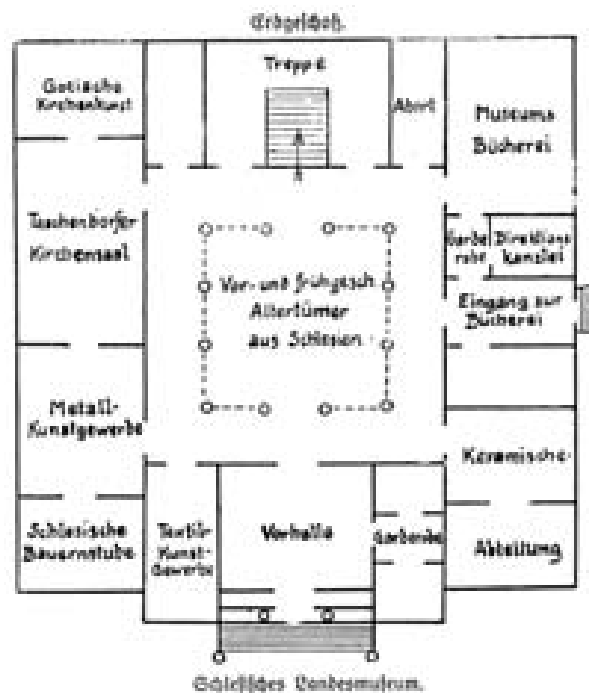 Erdgeschoß.
Treppe
Gotische
Kirchenkunst
Abort
Museums
Bücherei
Taschendorfer
Kirchensaal
Garde
robe
Direktions
kanzlei
Vor- und frühgesch.
Altertümer
aus Schlesien
Eingang zur
Bücherei
Metall-
Kunstgewerbe
Keramische
Schlesische
Bauernstube
Textil-
Kunst-
Gewerbe
Vorhalle
Garderobe
Abteilung
Schlesisches Landesmuseum.